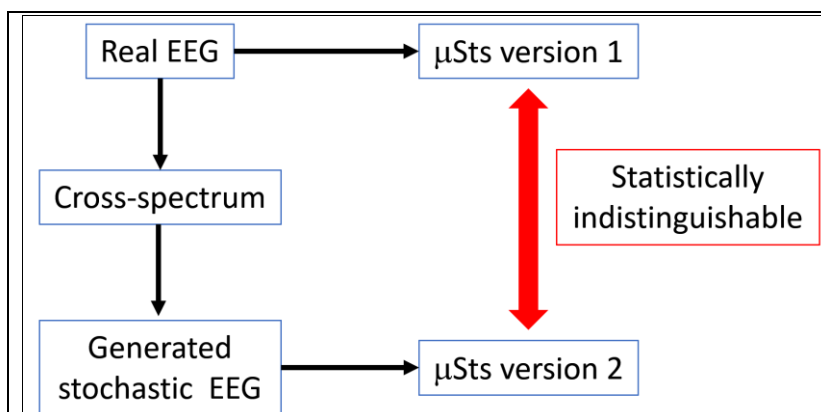 Real EEG
μSts version 1
Cross-spectrum
Statistically
indistinguishable
Generated
stochastic EEG
μSts version 2